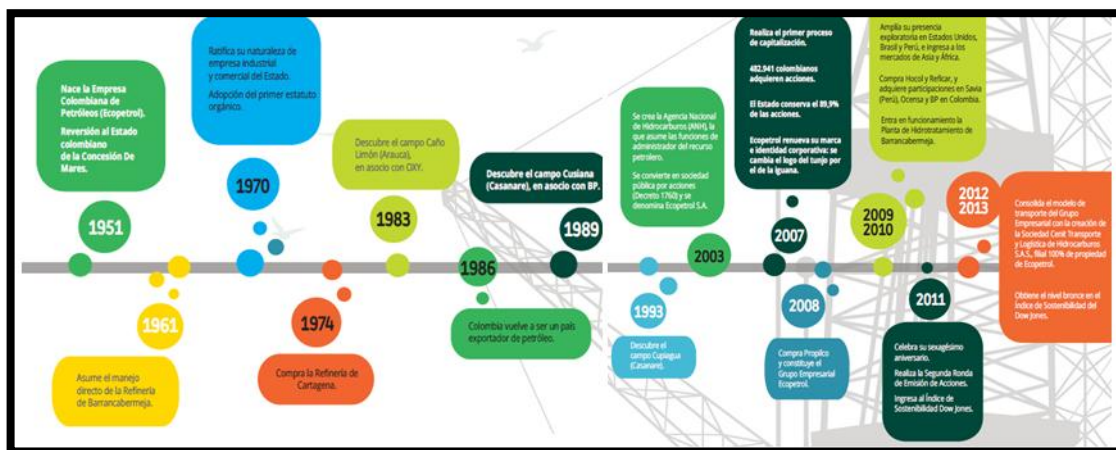 Nace la Empresa
Colombiana de
Petróleos (Ecopetrol).
Reversión al Estado
colombiano
de la Concesión De
Mares.
1951
1961
Asume el manejo
directo de la Refinería
de Barrancabermeja.
Ratifica su naturaleza de
empresa industrial
y comercial del Estado.
Adopción del primer estatuto
orgánico.
1970
1974
Compra la Refinería de
Cartagena.
Descubre el campo Caño
Limón (Arauca),
en asocio con OXY.
1983
1986
Colombia vuelve a ser un país
exportador de petróleo.
Descubre el campo Cusiana
(Casanare), en asocio con BP.
1989
1993
Descubre el
campo Cupiagua
(Casanare).
Se crea la Agencia Nacional
de Hidrocarburos (ANH), la
que asume las funciones de
administrador del recurso
petrolero.
Se convierte en sociedad
pública por acciones
(Decreto 1760) y se
denomina Ecopetrol S.A.
2003
Realiza el primer proceso
de capitalización.
482.941 colombianos
adquieren acciones.
El Estado conserva el 89,9%
de las acciones.
Ecopetrol renueva su marca
e identidad corporativa: se
cambia el logo del tunjo por
el de la iguana.
2007
2008
Compra Propilco
y constituye el
Grupo Empresarial
Ecopetrol.
Amplía su presencia
exploratoria en Estados Unidos,
Brasil y Perú, e ingresa a los
mercados de Asia y África.
Compra Hocol y Reficar, y
adquiere participaciones en Savia
(Perú), Ocensa y BP en Colombia.
Entra en funcionamiento la
Planta de Hidrotratamiento de
Barrancabermeja.
2009
2010
2011
Celebra su sexagésimo
aniversario.
Realiza la Segunda Ronda
de Emisión de Acciones.
Ingresa al Índice de
Sostenibilidad Dow Jones.
2012
2013
Consolida el modelo de
transporte del Grupo
Empresarial con la creación de
la Sociedad Cenit Transporte
y Logística de Hidrocarburos
S.A.S., filial 100% de propiedad
de Ecopetrol.
Obtiene el nivel bronce en el
Índice de Sostenibilidad del
Dow Jones.